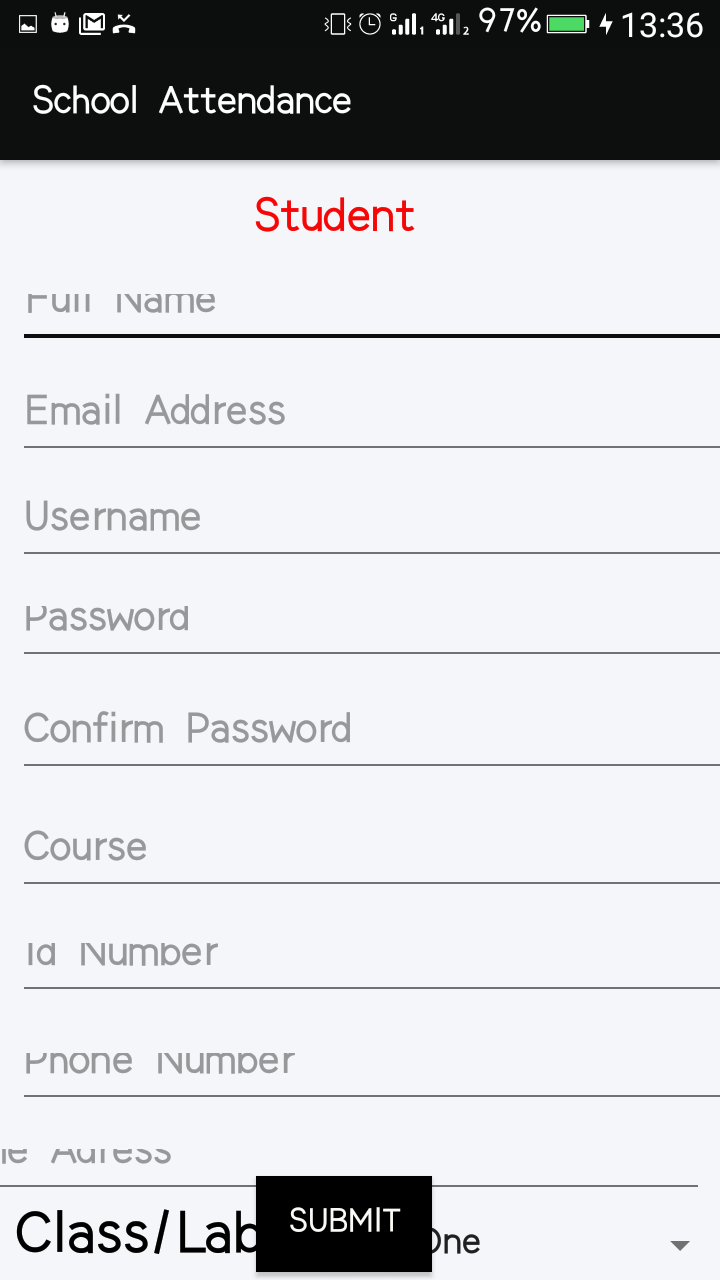 97% 13:36
School Attendance
Student
Full Name
Email Address
Username
Password
Confirm Password
Course
Id Number
Phone Number
Adress
Class/Lab
SUBMIT
One